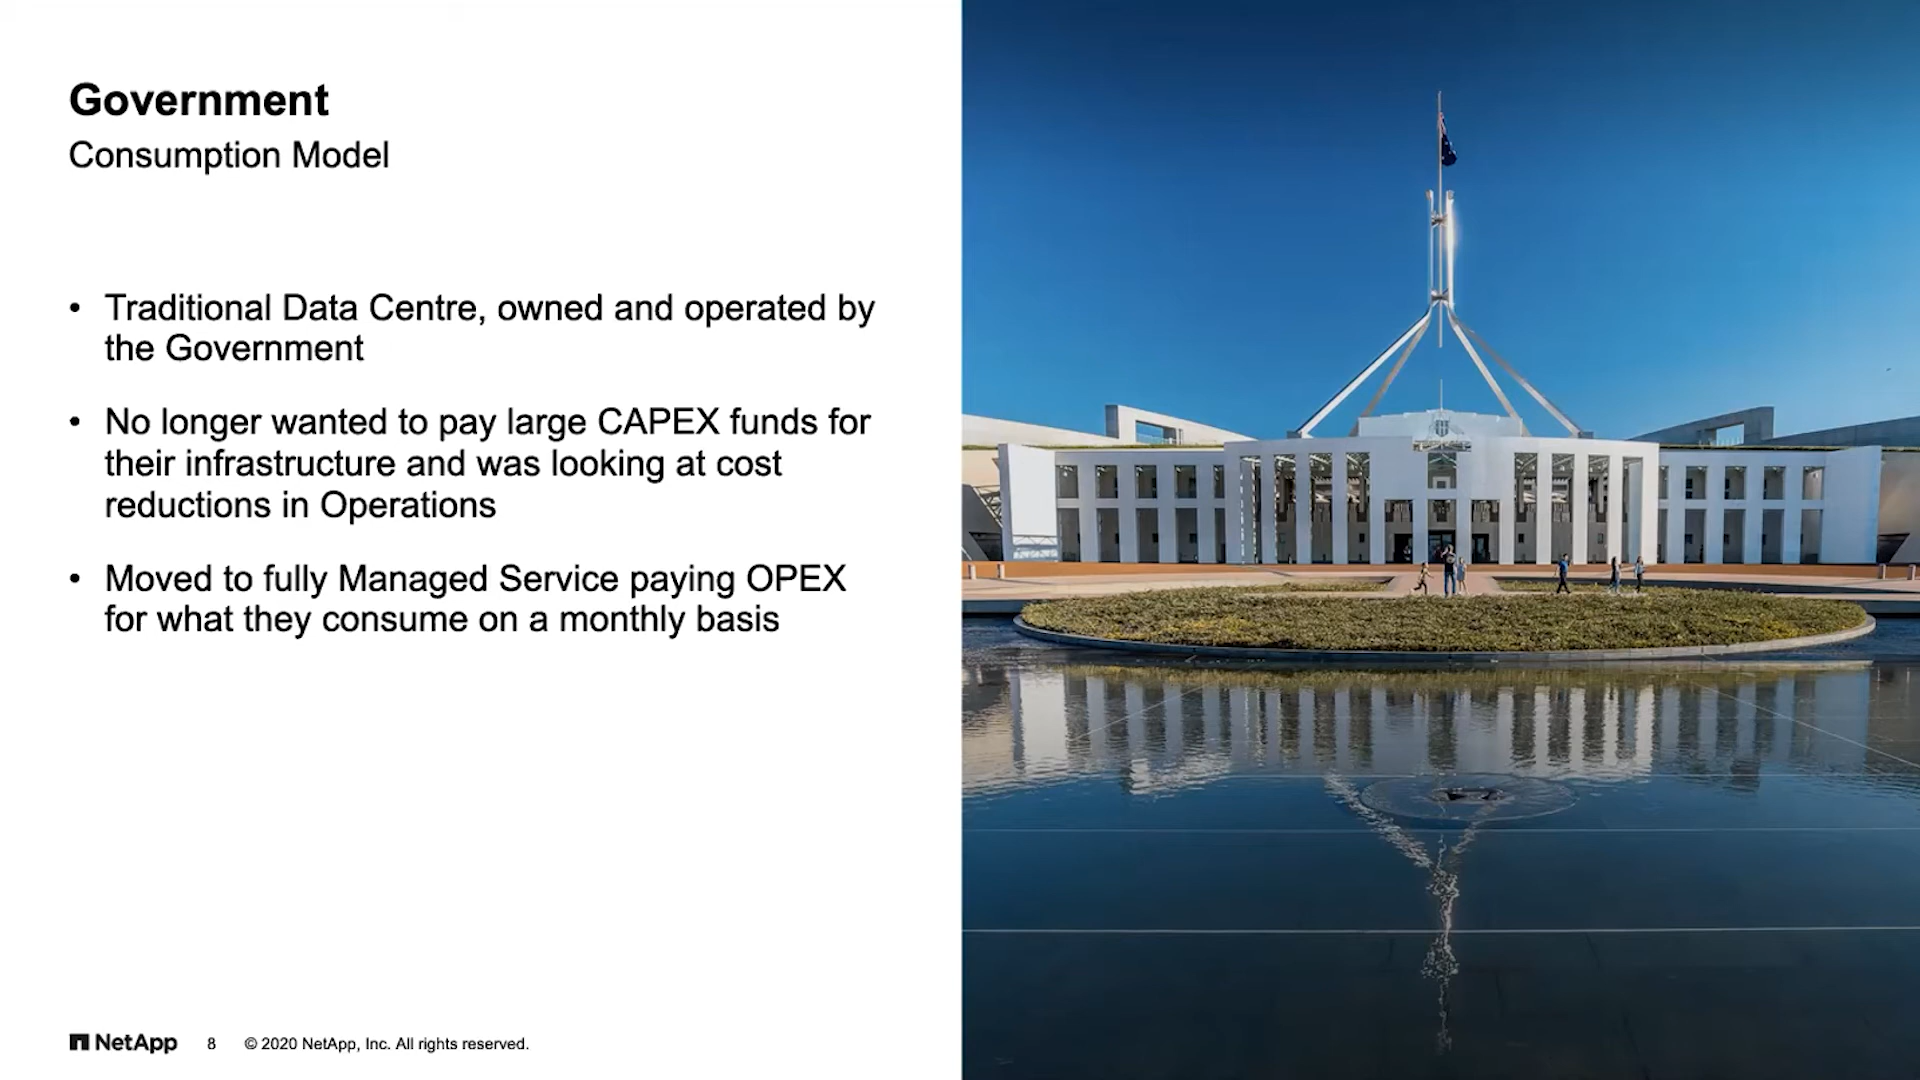 Government
Consumption Model
• Traditional Data Centre, owned and operated by
the Government
• No longer wanted to pay large CAPEX funds for
their infrastructure and was looking at cost
reductions in Operations
• Moved to fully Managed Service paying OPEX
for what they consume on a monthly basis
NetApp 8 © 2020 NetApp, Inc. All rights reserved.